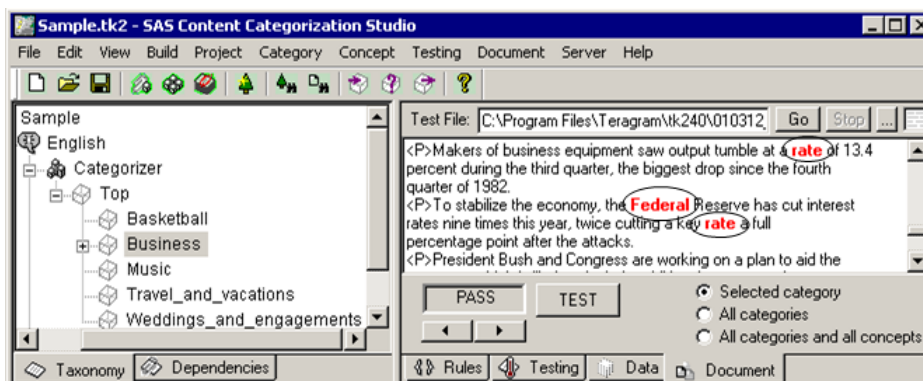 Sample.tk2 - SAS Content Categorization Studio
File Edit View Build Project Category Concept Testing Document Server Help
Sample
English
Categorizer
Top
Basketball
Business
Music
Travel_and_vacations
Weddings_and_engagements
Taxonomy Dependencies
Test File: C:\Program Files\Teragram\tk240\010312_ Go Stop ...
<P>Makers of business equipment saw output tumble at a rate of 13.4
percent during the third quarter, the biggest drop since the fourth
quarter of 1982.
<P>To stabilize the economy, the Federal Reserve has cut interest
rates nine times this year, twice cutting a key rate a full
percentage point after the attacks.
<P>President Bush and Congress are working on a plan to aid the
PASS TEST
Selected category
All categories
All categories and all concepts
Rules Testing Data Document